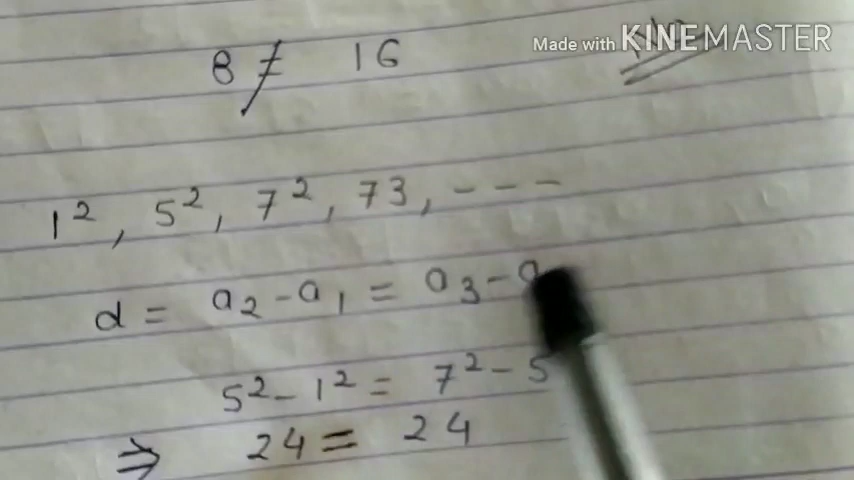 Made with KINEMASTER
8 ≠ 16
1², 5², 7², 73, ---
d = a₂ - a₁ = a₃ - a
5² - 1² = 7² - 5
⇒ 24 = 24